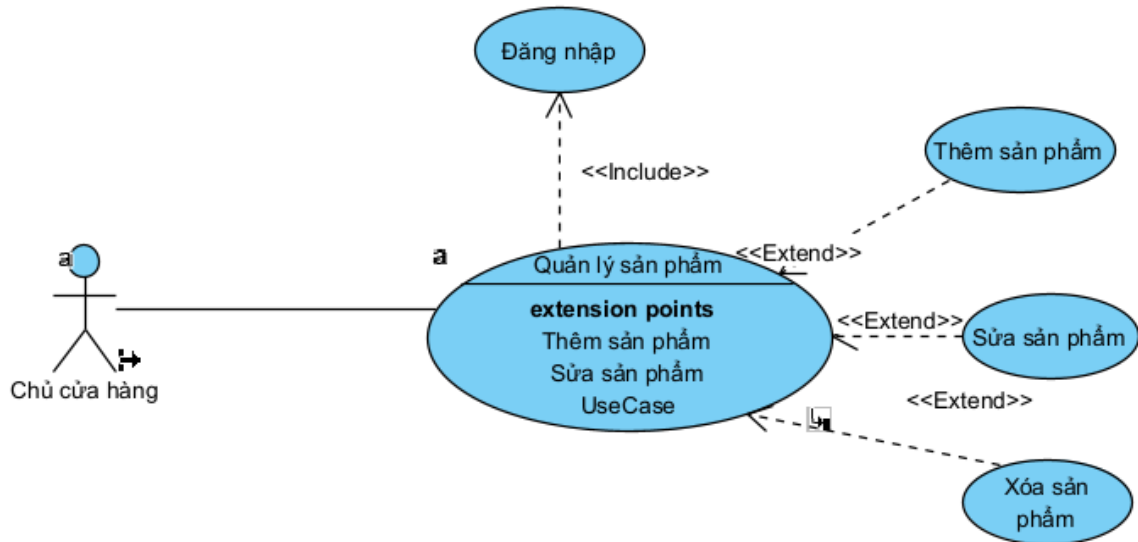 Đăng nhập
<<Include>>
Thêm sản phẩm
a
a
Quản lý sản phẩm
<<Extend>>
extension points
Thêm sản phẩm
Sửa sản phẩm
UseCase
<<Extend>>
Sửa sản phẩm
Chủ cửa hàng
<<Extend>>
Xóa sản
phẩm